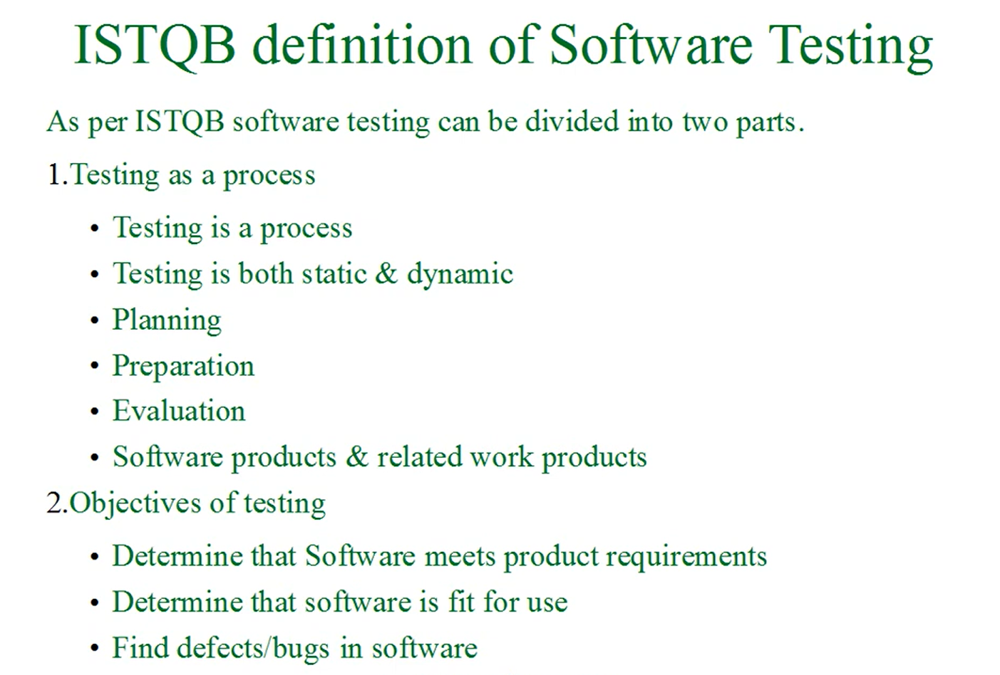 ISTQB definition of Software Testing
As per ISTQB software testing can be divided into two parts.
1.Testing as a process
• Testing is a process
• Testing is both static & dynamic
• Planning
• Preparation
• Evaluation
• Software products & related work products
2.Objectives of testing
• Determine that Software meets product requirements
• Determine that software is fit for use
• Find defects/bugs in software